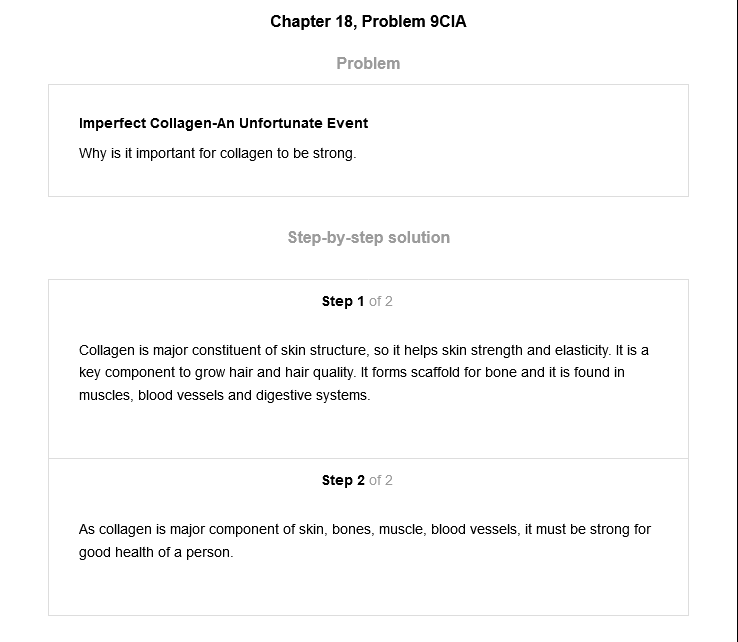 Chapter 18, Problem 9CIA
Problem
Imperfect Collagen-An Unfortunate Event
Why is it important for collagen to be strong.
Step-by-step solution
Step 1 of 2
Collagen is major constituent of skin structure, so it helps skin strength and elasticity. It is a
key component to grow hair and hair quality. It forms scaffold for bone and it is found in
muscles, blood vessels and digestive systems.
Step 2 of 2
As collagen is major component of skin, bones, muscle, blood vessels, it must be strong for
good health of a person.